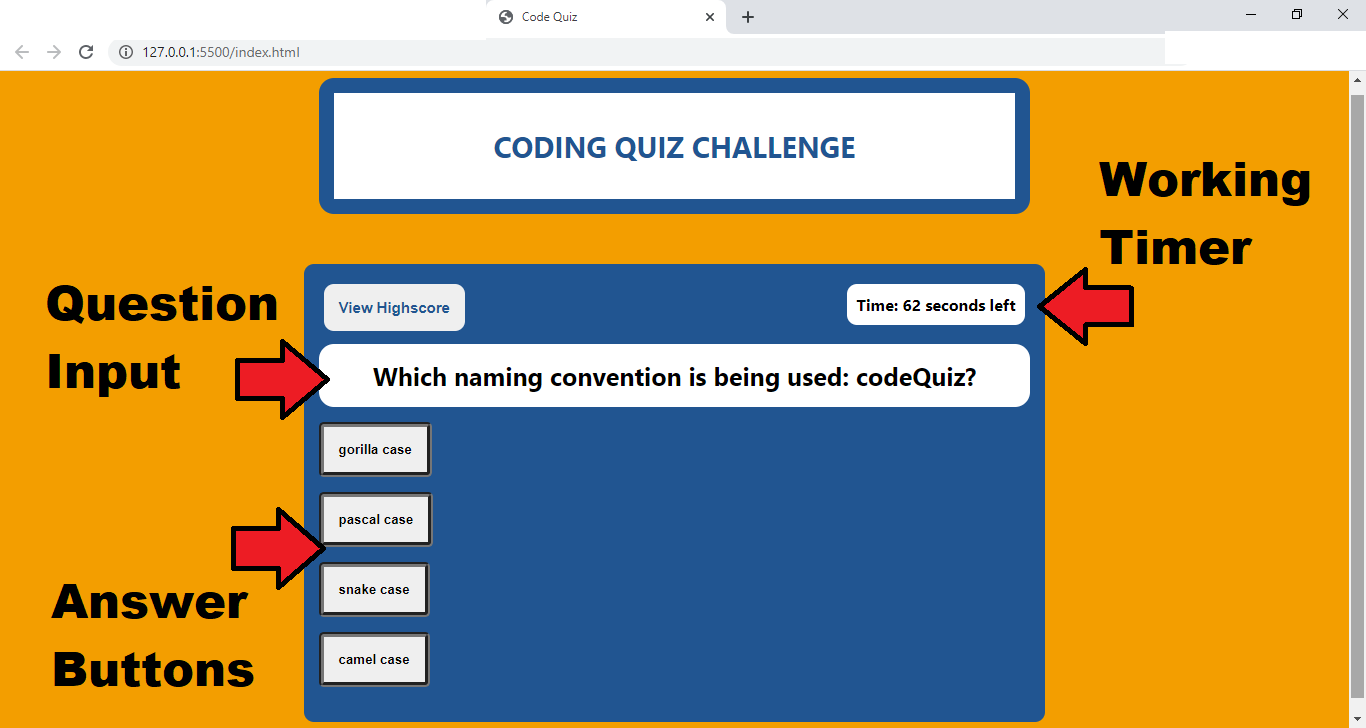 Code Quiz
127.0.0.1:5500/index.html
CODING QUIZ CHALLENGE
Working
Timer
Question
Input
View Highscore
Time: 62 seconds left
Which naming convention is being used: codeQuiz?
gorilla case
pascal case
snake case
camel case
Answer
Buttons